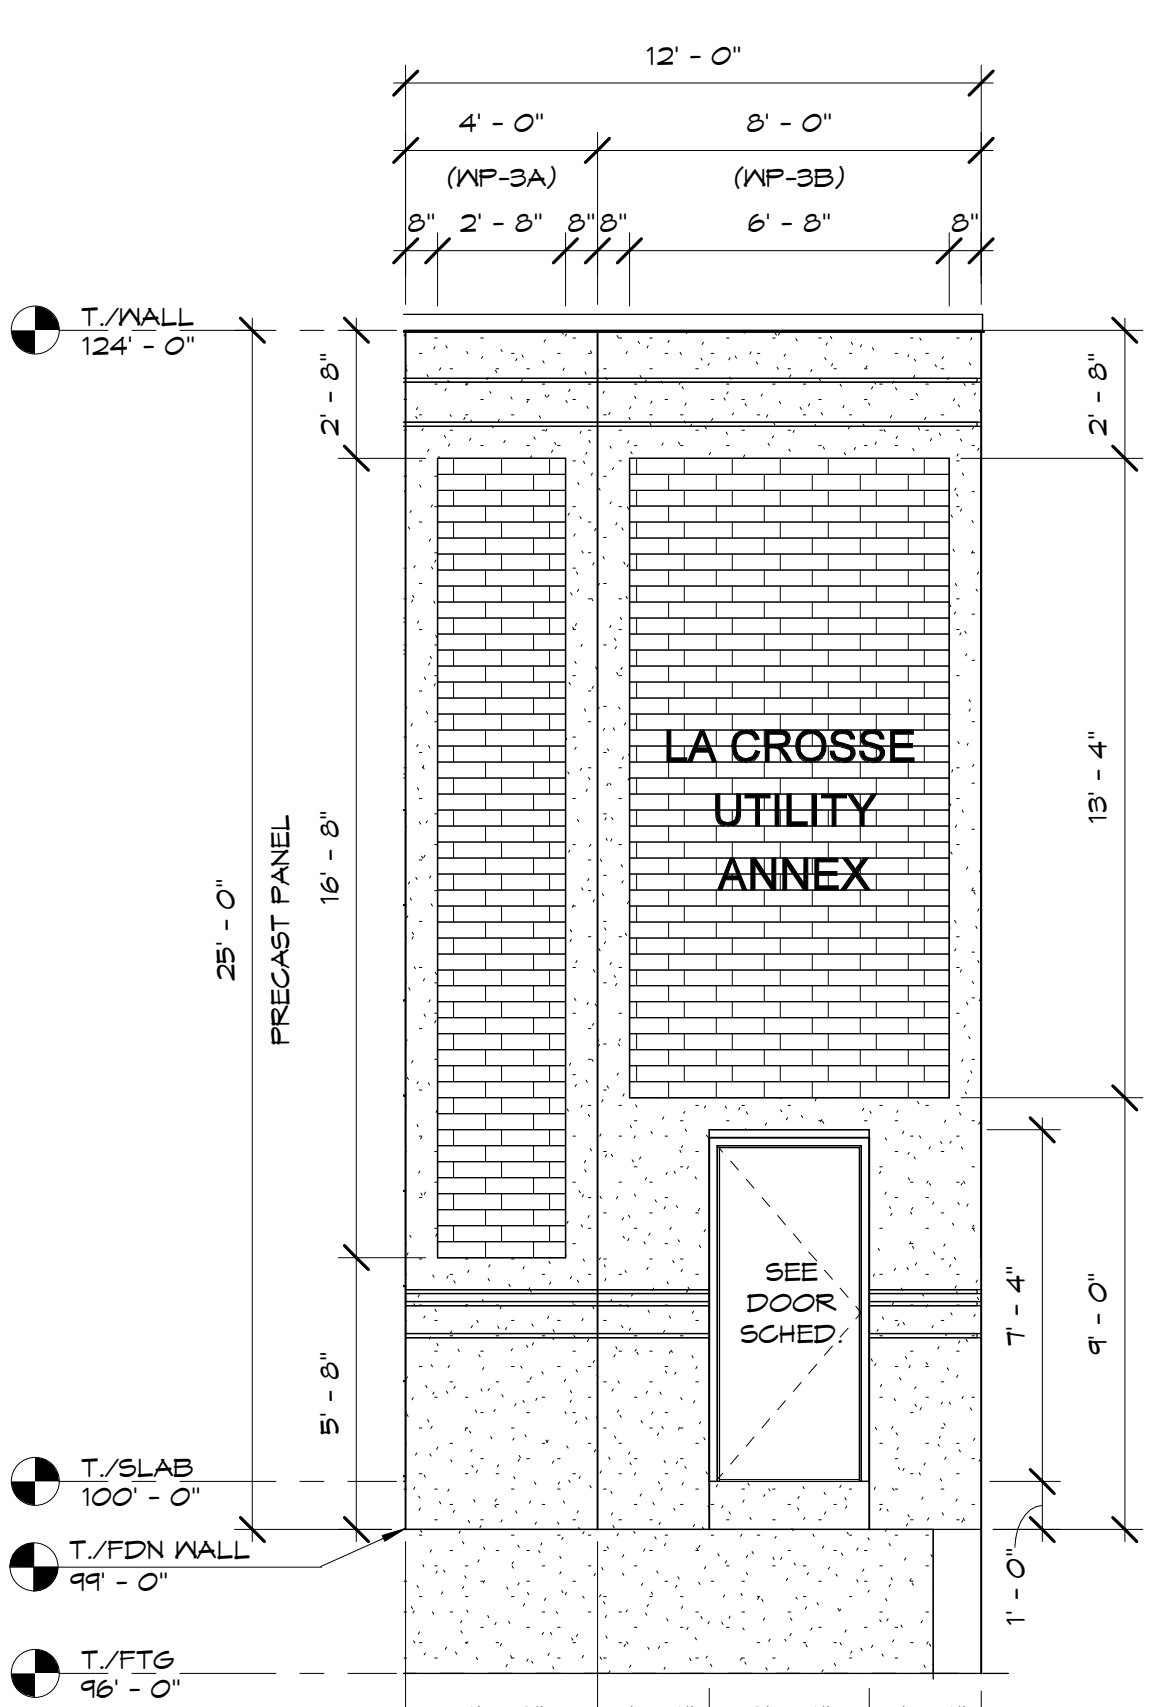 12' - 0"
4' - 0"
8' - 0"
(WP-3A)
(WP-3B)
8" 2' - 8" 8" 8" 6' - 8" 8"
T./WALL
124' - 0"
2' - 8"
2' - 8"
LA CROSSE
UTILITY
ANNEX
13' - 4"
16' - 8"
PRECAST PANEL
25' - 0"
SEE
DOOR
SCHED.
7' - 4"
9' - 0"
5' - 8"
T./SLAB
100' - 0"
T./FDN WALL
99' - 0"
1' - 0"
T./FTG
96' - 0"